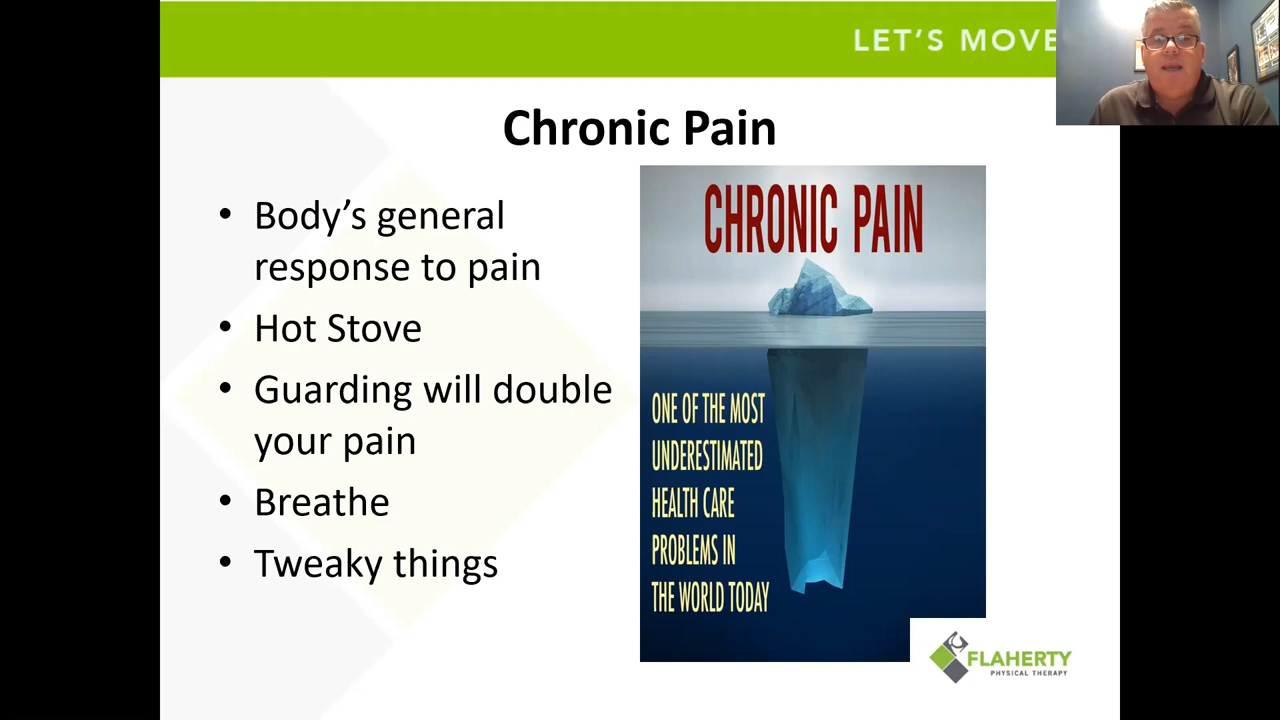 LET'S MOVE
Chronic Pain
• Body’s general
response to pain
• Hot Stove
• Guarding will double
your pain
• Breathe
• Tweaky things
CHRONIC PAIN
ONE OF THE MOST
UNDERESTIMATED
HEALTH CARE
PROBLEMS IN
THE WORLD TODAY
FLAHERTY
PHYSICAL THERAPY